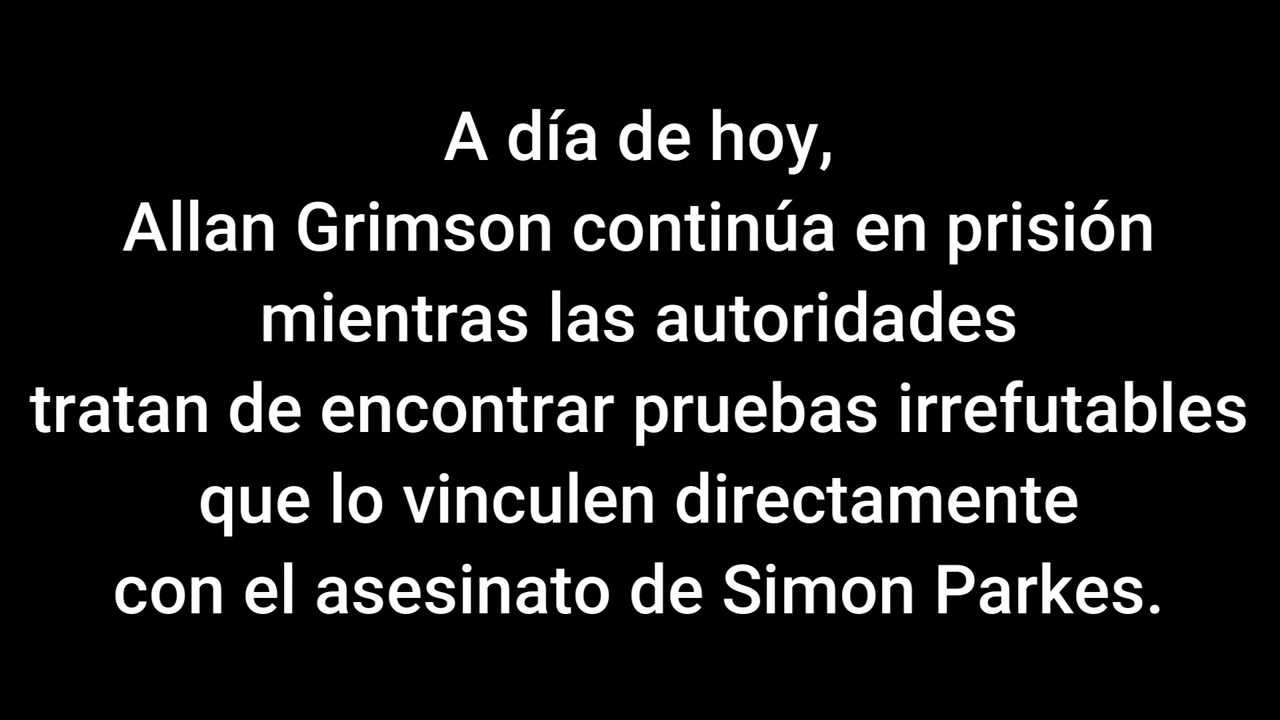 A día de hoy,
Allan Grimson continúa en prisión
mientras las autoridades
tratan de encontrar pruebas irrefutables
que lo vinculen directamente
con el asesinato de Simon Parkes.